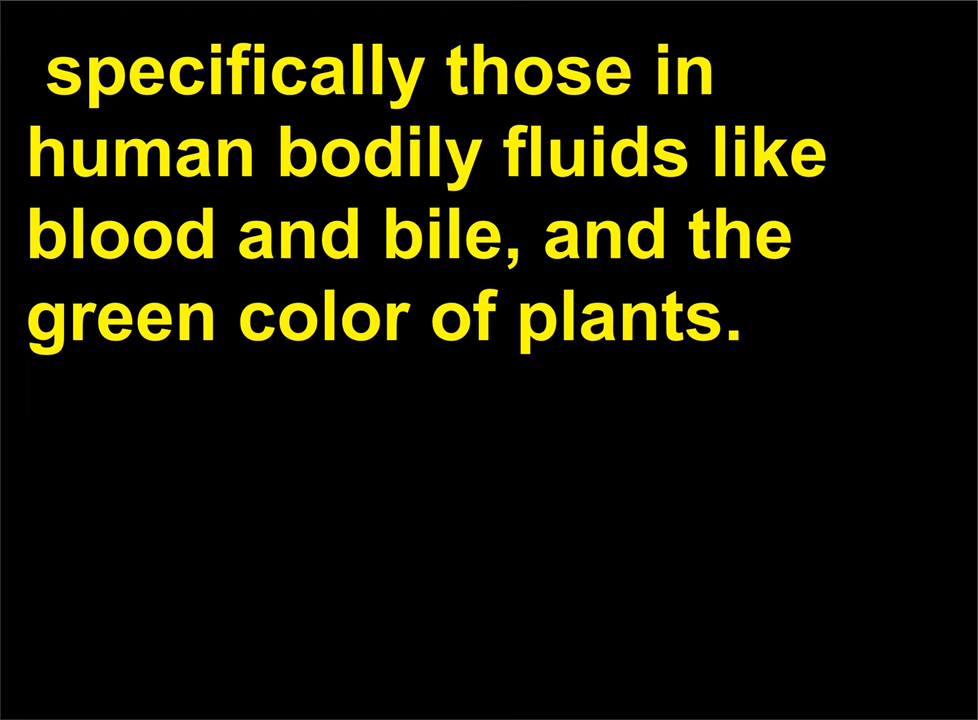 specifically those in
human bodily fluids like
blood and bile, and the
green color of plants.